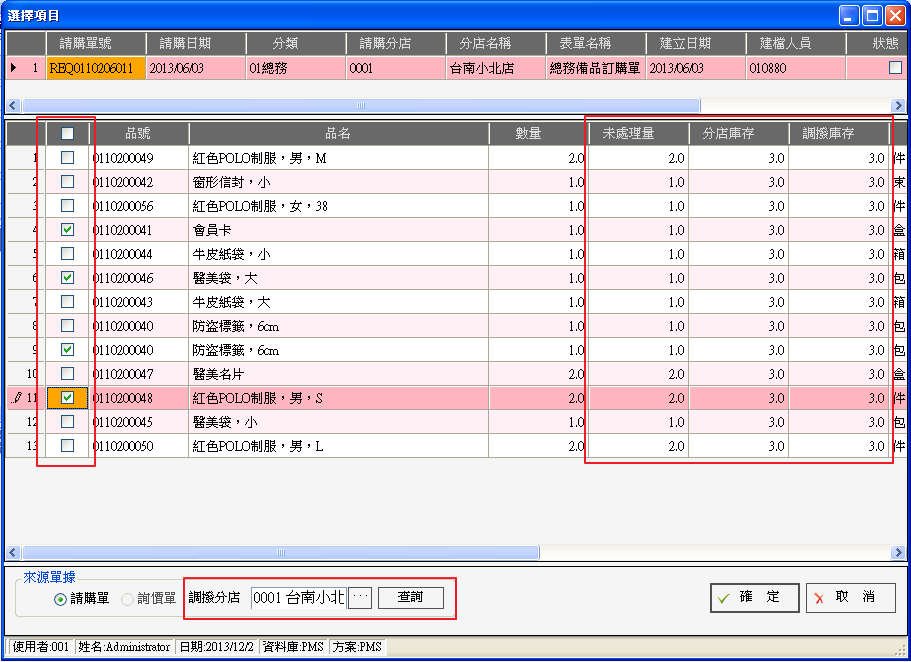 選擇項目
請購單號 請購日期 分類 請購分店 分店名稱 表單名稱 建立日期 建檔人員 狀態
1 REQ0110206011 2013/06/03 01總務 0001 台南小北店 總務備品訂購單 2013/06/03 010880
品號 品名 數量 未處理量 分店庫存 調撥庫存
1 0110200049 紅色POLO制服，男，M 2.0 2.0 3.0 3.0 件
2 0110200042 窗形信封，小 1.0 1.0 3.0 3.0 束
3 0110200056 紅色POLO制服，女，38 1.0 1.0 3.0 3.0 件
4 0110200041 會員卡 1.0 1.0 3.0 3.0 盒
5 0110200044 牛皮紙袋，小 1.0 1.0 3.0 3.0 箱
6 0110200046 醫美袋，大 1.0 1.0 3.0 3.0 包
7 0110200043 牛皮紙袋，大 1.0 1.0 3.0 3.0 箱
8 0110200040 防盜標籤，6cm 1.0 1.0 3.0 3.0 包
9 0110200040 防盜標籤，6cm 1.0 1.0 3.0 3.0 包
10 0110200047 醫美名片 2.0 2.0 3.0 3.0 盒
11 0110200048 紅色POLO制服，男，S 2.0 2.0 3.0 3.0 件
12 0110200045 醫美袋，小 1.0 1.0 3.0 3.0 包
13 0110200050 紅色POLO制服，男，L 2.0 2.0 3.0 3.0 件
來源單據
請購單 詢價單 調撥分店 0001 台南小北 ... 查詢 確 定 取 消
使用者:001 姓名:Administrator 日期:2013/12/2 資料庫:PMS 方案:PMS